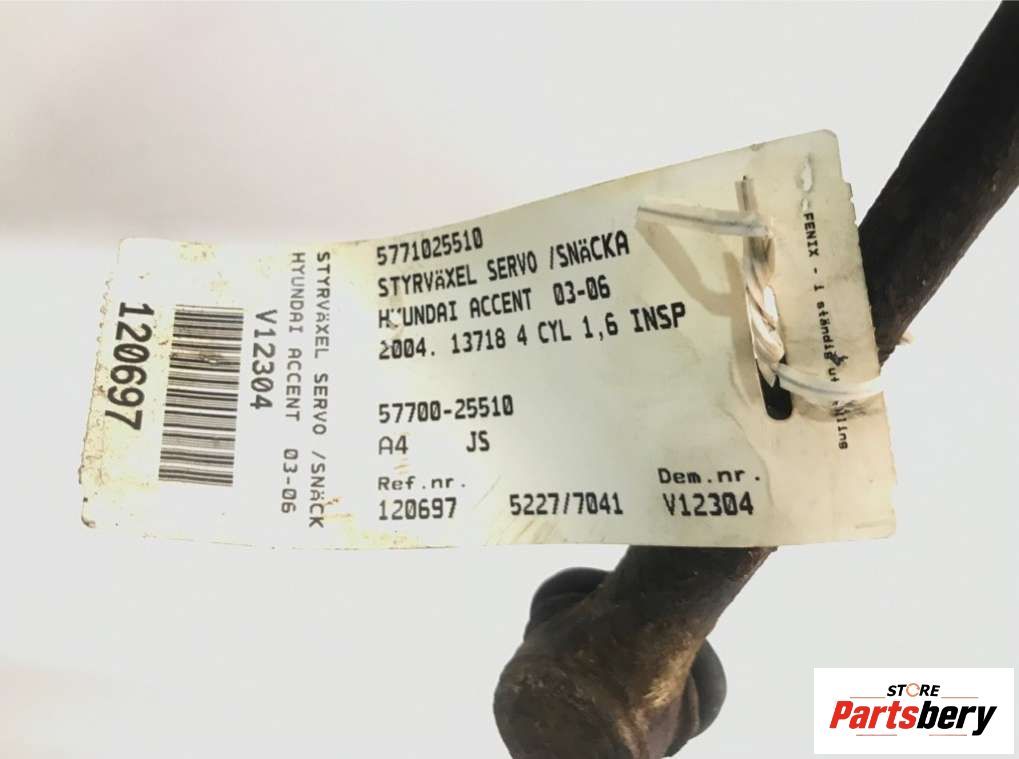 5771025510
STYRVÄXEL SERVO /SNÄCKA
HYUNDAI ACCENT 03-06
2004. 13718 4 CYL 1,6 INSP
57700-25510
A4 JS
Ref.nr. Dem.nr.
120697 5227/7041 V12304
STYRVÄXEL SERVO /SNÄCK
HYUNDAI ACCENT 03-06
V12304
120697
FENIX - i ständig
STORE
Partsbery